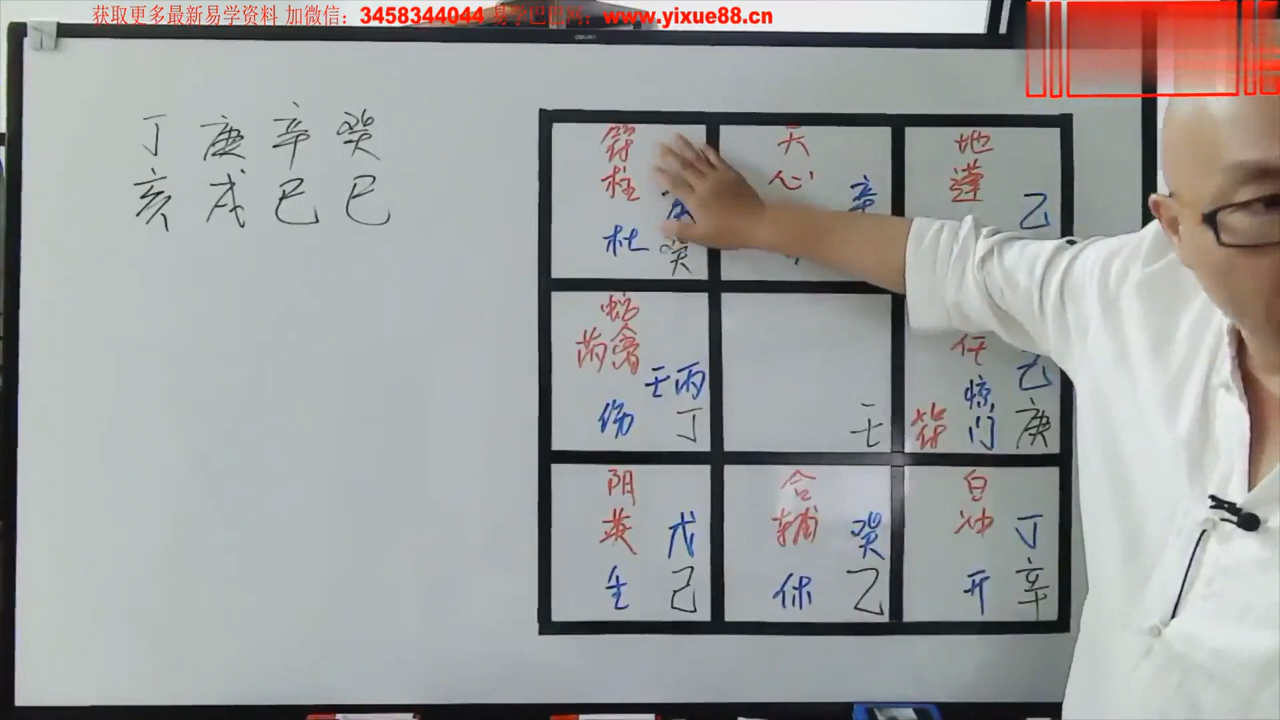 获取更多最新易学资料 加微信：3458344044 易学巴巴网：www.yixue88.cn
丁 庚 辛 癸
亥 戌 巳 巳
符
柱
杜 癸
天
心 辛
地
蓬 乙
蛇
芮禽
壬丙
伤 丁
壬
任 己
惊
门 庚
阴
英 戊
生 己
合
辅 癸
休 乙
白
冲 丁
开 辛